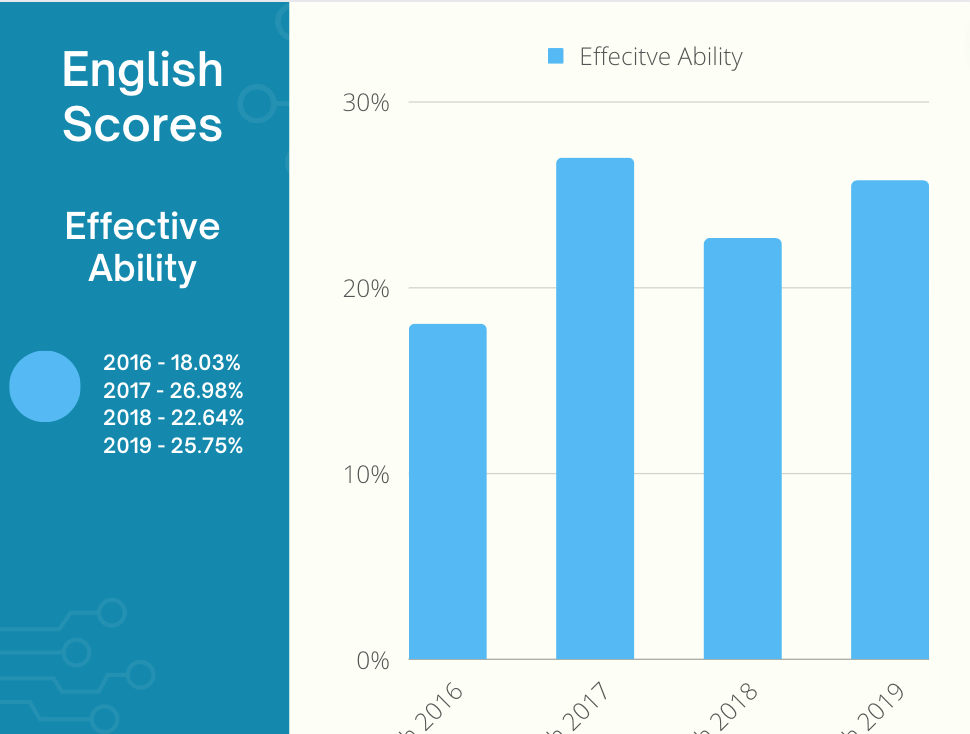 English
Scores
Effective
Ability
2016 - 18.03%
2017 - 26.98%
2018 - 22.64%
2019 - 25.75%
Effecitve Ability
30%
20%
10%
0%
2016
2017
2018
2019